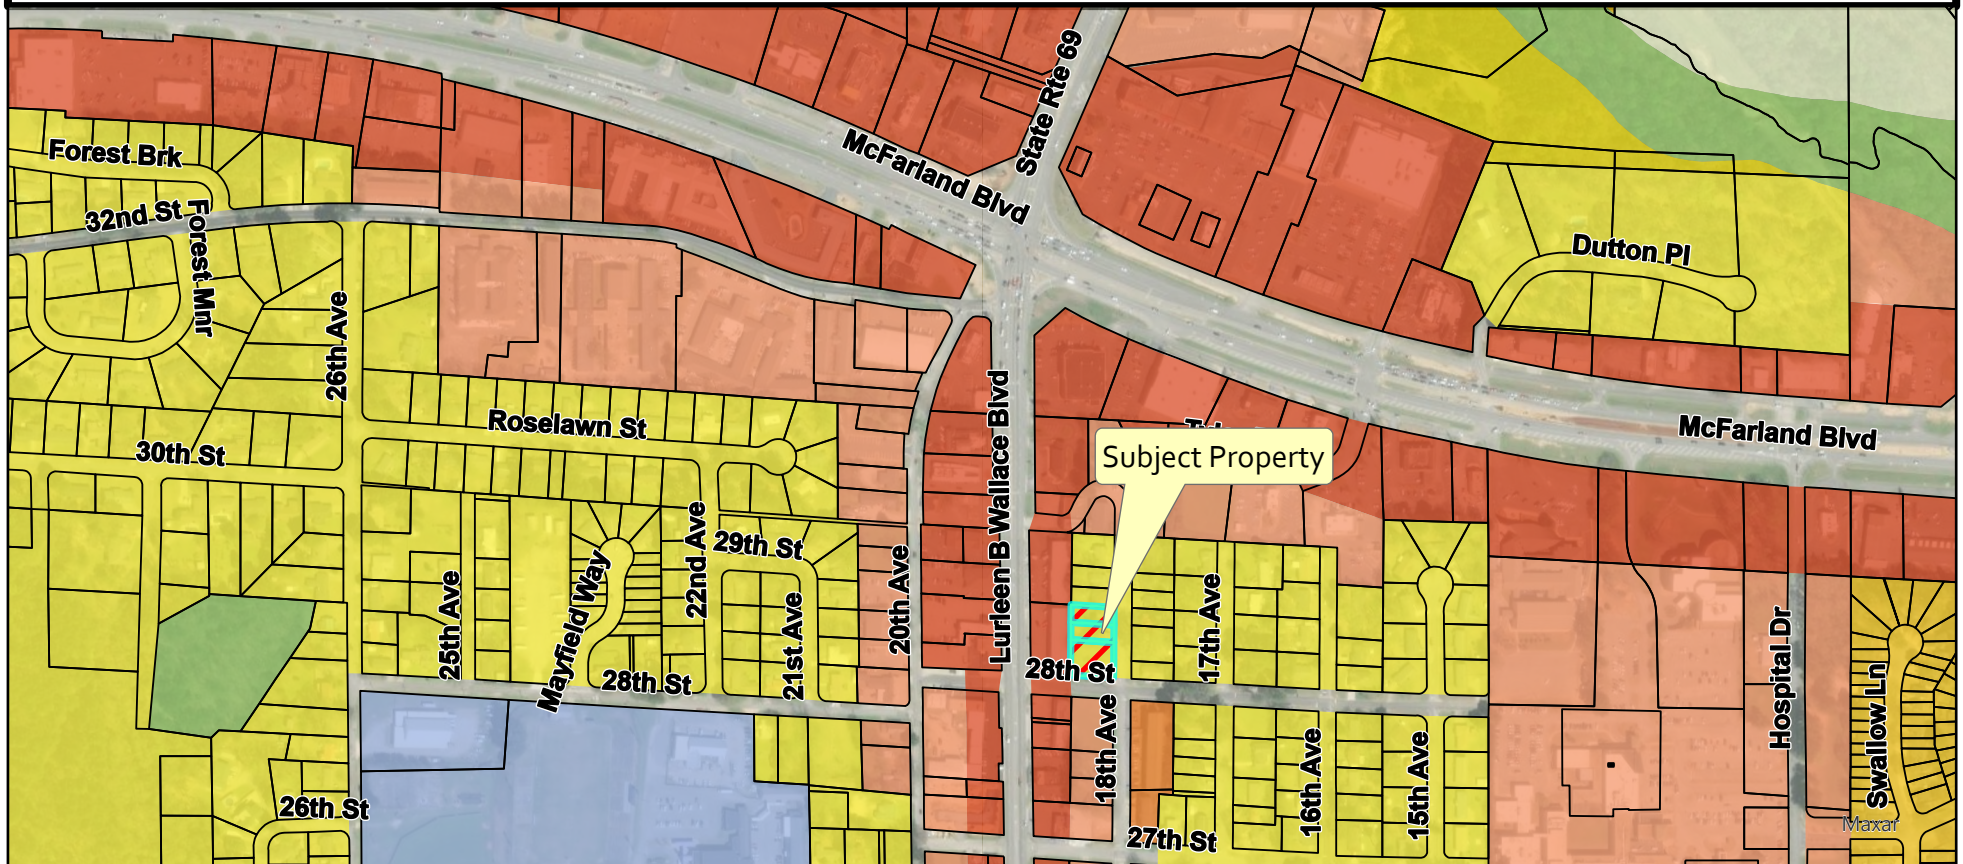 State Rte 69
McFarland Blvd
Forest Brk
32nd St
Forest Mnr
Dutton Pl
26th Ave
Roselawn St
30th St
Lurleen B Wallace Blvd
McFarland Blvd
Subject Property
22nd Ave
29th St
20th Ave
25th Ave
Mayfield Way
21st Ave
17th Ave
28th St
28th St
Hospital Dr
Swallow Ln
18th Ave
16th Ave
15th Ave
26th St
27th St
Maxar